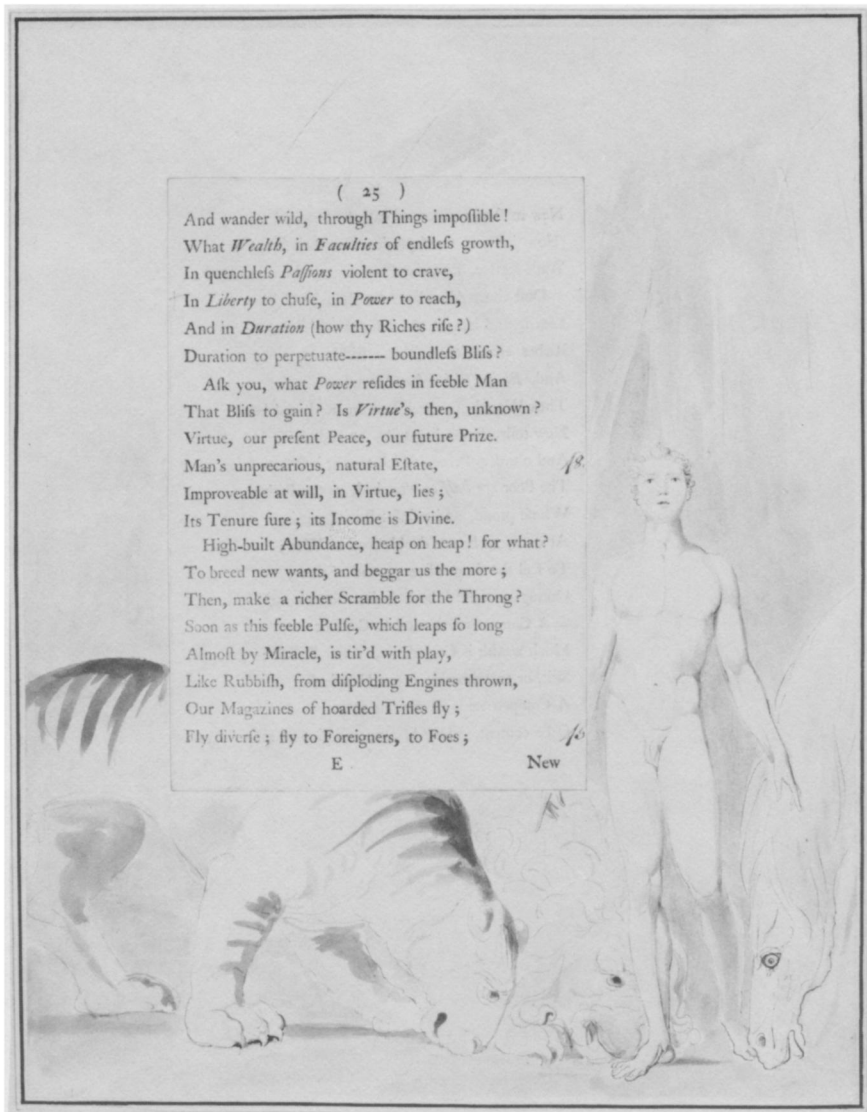 ( 25 )
And wander wild, through Things impoſſible!
What Wealth, in Faculties of endleſs growth,
In quenchleſs Paſſions violent to crave,
In Liberty to chuſe, in Power to reach,
And in Duration (how thy Riches riſe?)
Duration to perpetuate------- boundleſs Bliſs?
Aſk you, what Power reſides in feeble Man
That Bliſs to gain? Is Virtue's, then, unknown?
Virtue, our preſent Peace, our future Prize.
Man's unprecarious, natural Eſtate,
Improveable at will, in Virtue, lies;
Its Tenure ſure; its Income is Divine.
High-built Abundance, heap on heap! for what?
To breed new wants, and beggar us the more;
Then, make a richer Scramble for the Throng?
Soon as this feeble Pulſe, which leaps ſo long
Almoſt by Miracle, is tir'd with play,
Like Rubbiſh, from diſploding Engines thrown,
Our Magazines of hoarded Trifles fly;
Fly diverſe; fly to Foreigners, to Foes;
E New